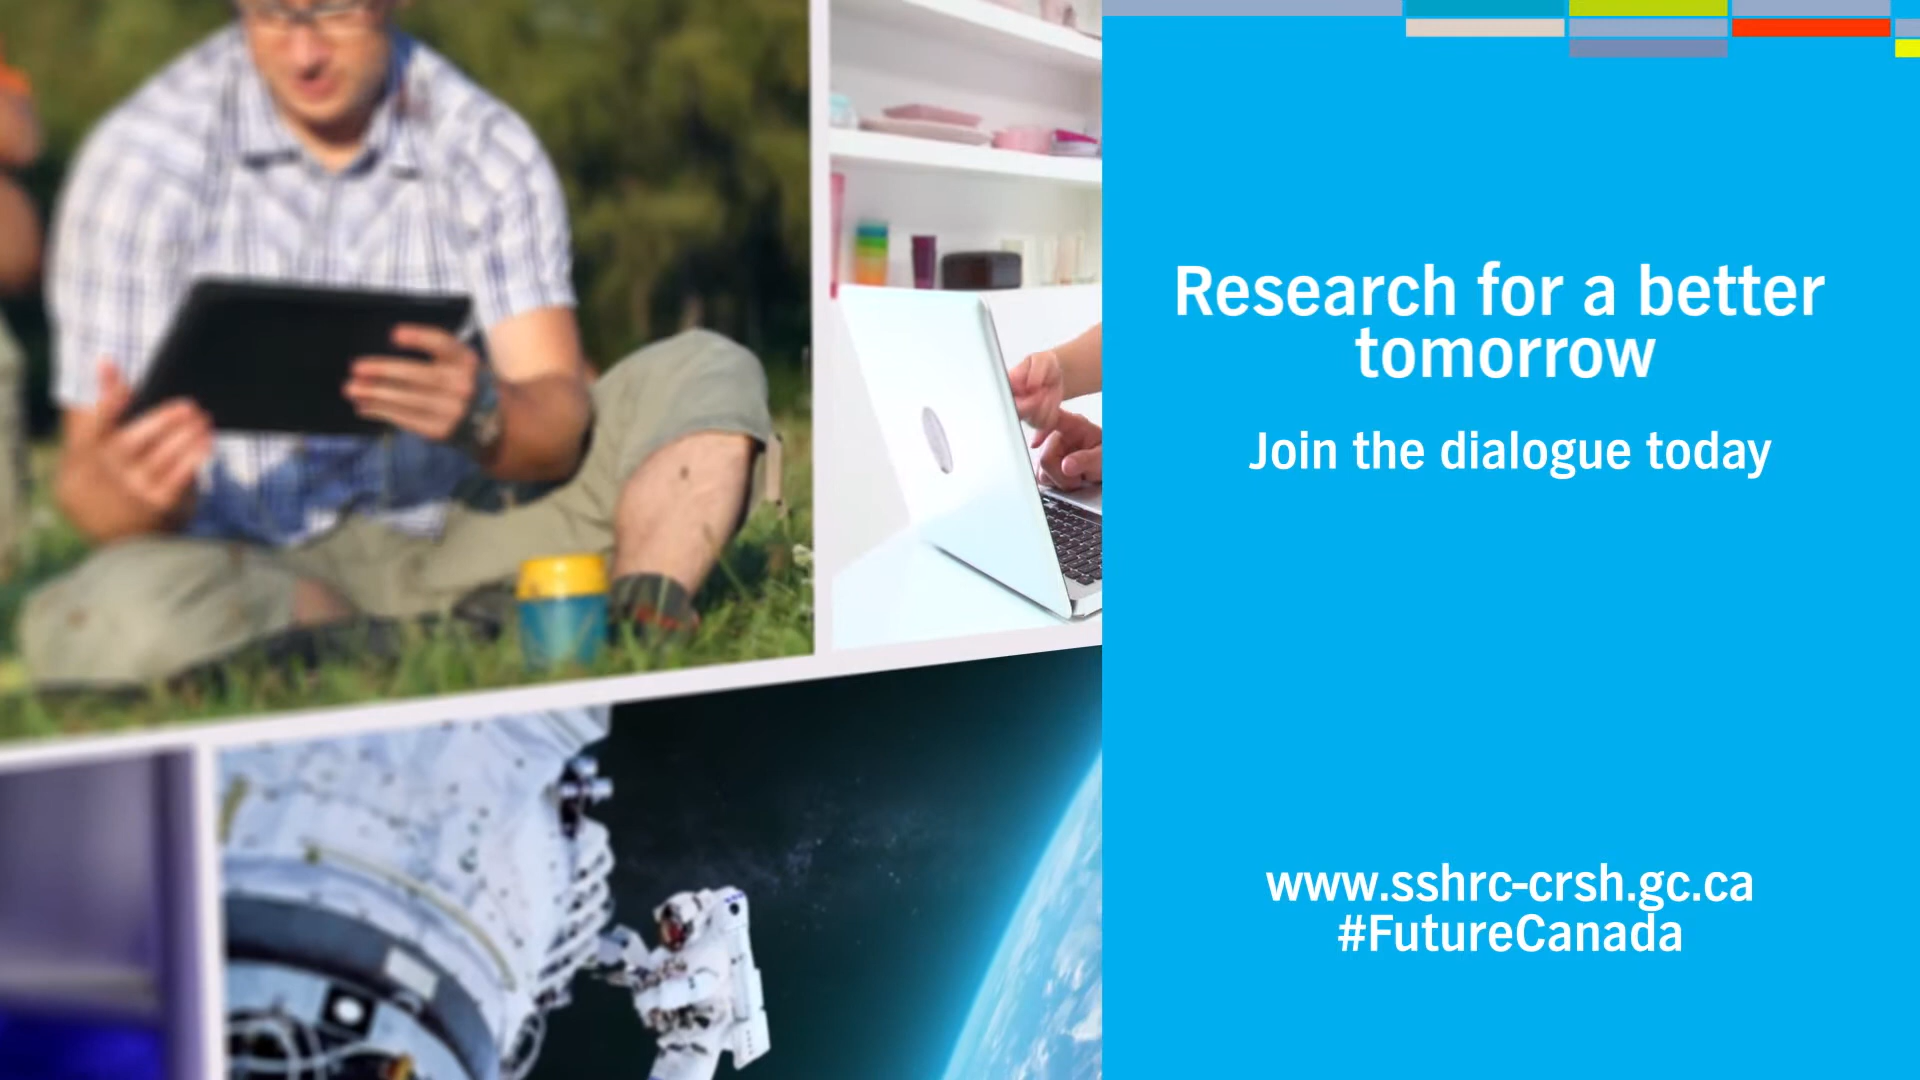 Research for a better
tomorrow
Join the dialogue today
www.sshrc-crsh.gc.ca
#FutureCanada